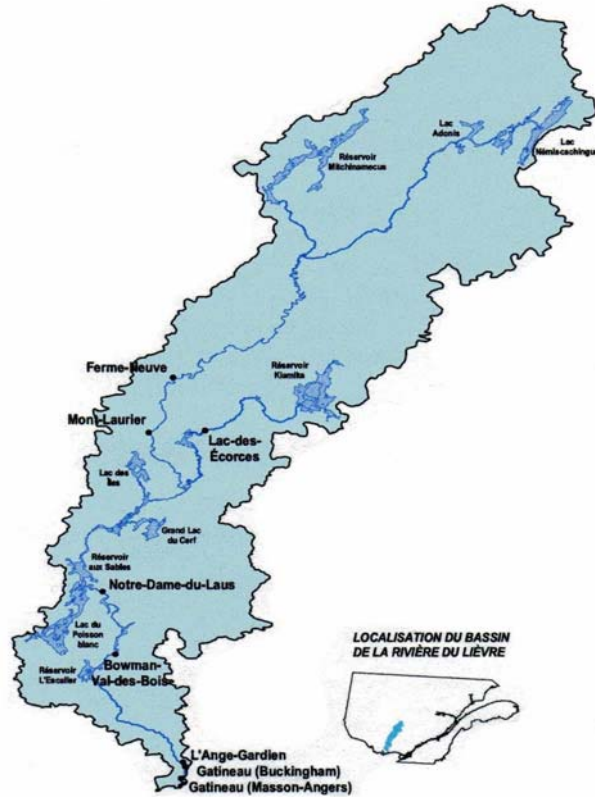 Lac
Adonis
Réservoir
Mitchinamecus
Lac
Némiscachingu
Ferme-Neuve
Réservoir
Kiamika
Mont-Laurier
Lac-des-
Écorces
Lac des
Îles
Grand Lac
du Cerf
Réservoir
aux Sables
Notre-Dame-du-Laus
Lac du
Poisson
blanc
Réservoir
L'Escalier
Bowman-
Val-des-Bois-
LOCALISATION DU BASSIN
DE LA RIVIÈRE DU LIÈVRE
L'Ange-Gardien
Gatineau (Buckingham)
Gatineau (Masson-Angers)